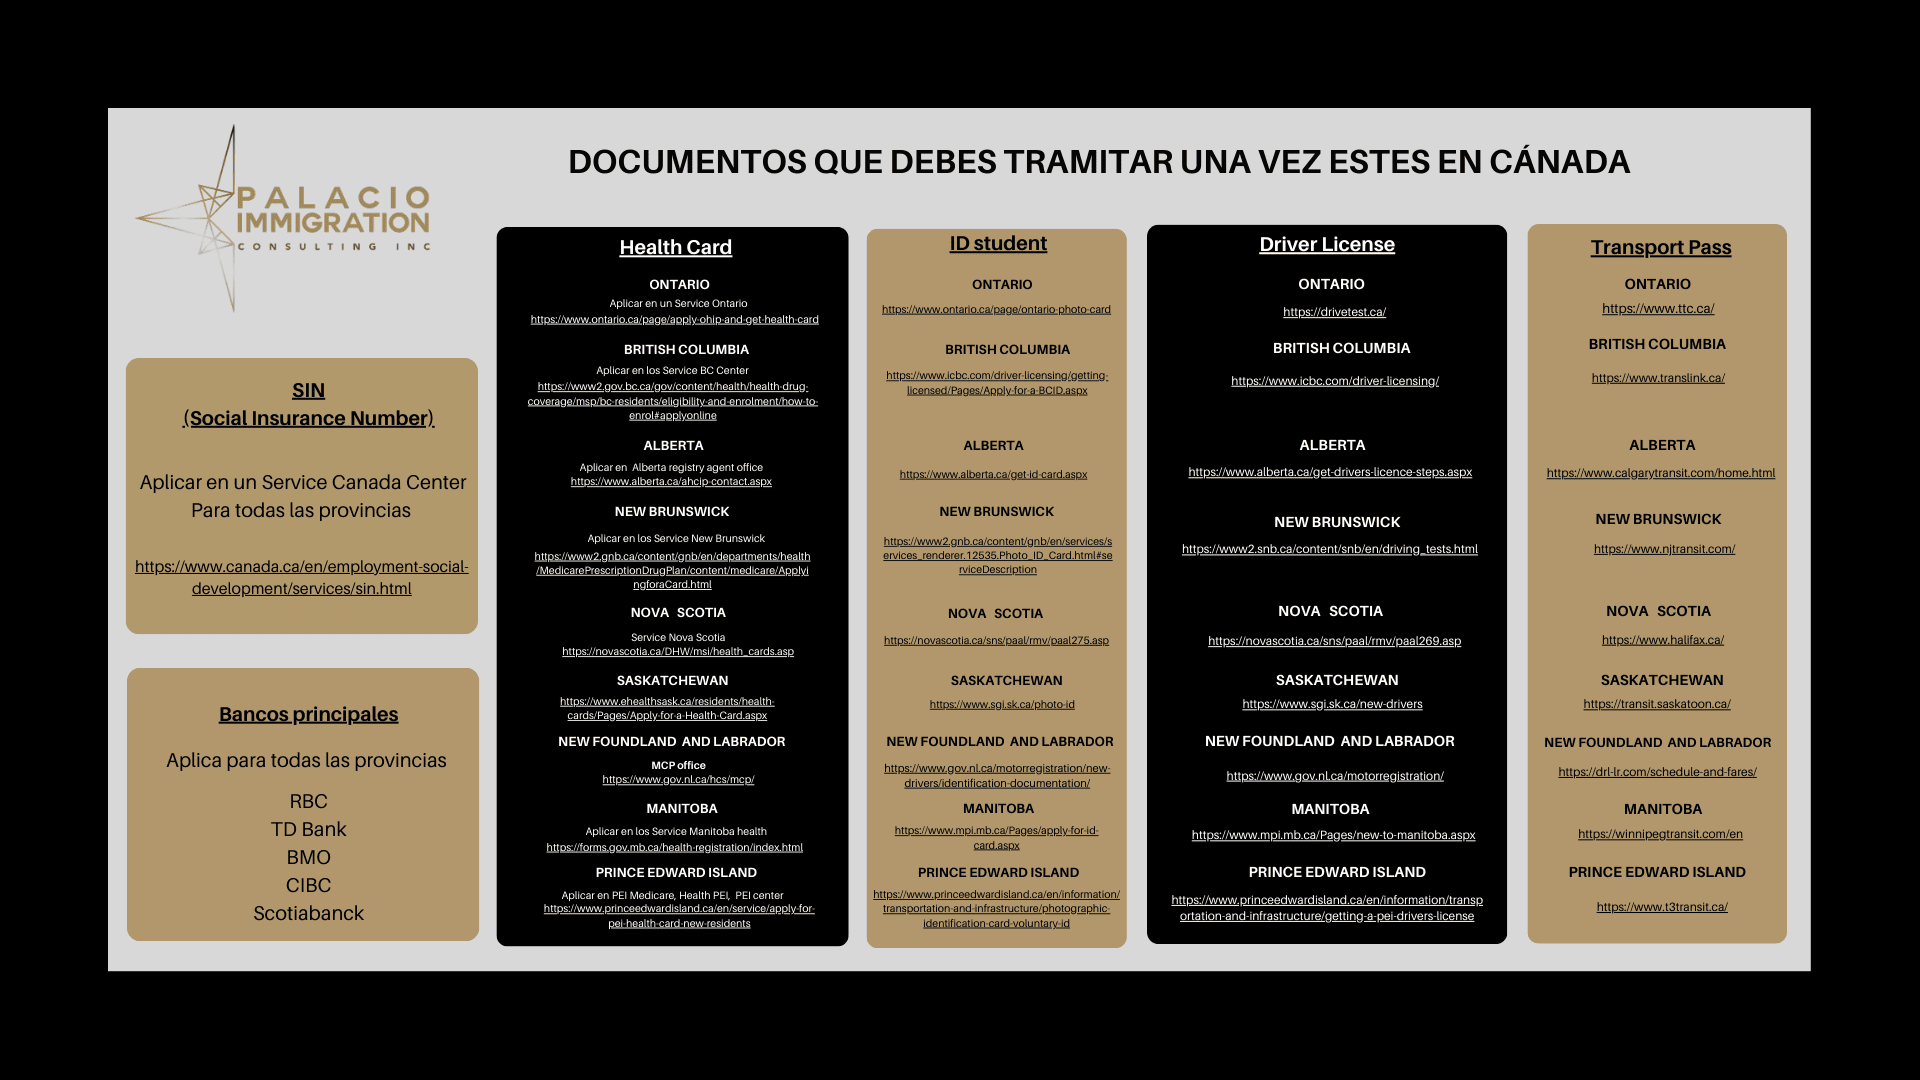 PALACIO
IMMIGRATION
CONSULTING INC
DOCUMENTOS QUE DEBES TRAMITAR UNA VEZ ESTES EN CÁNADA
SIN
(Social Insurance Number)
Aplicar en un Service Canada Center
Para todas las provincias
https://www.canada.ca/en/employment-social-
development/services/sin.html
Bancos principales
Aplica para todas las provincias
RBC
TD Bank
BMO
CIBC
Scotiabanck
Health Card
ONTARIO
Aplicar en un Service Ontario
https://www.ontario.ca/page/apply-ohip-and-get-health-card
BRITISH COLUMBIA
Aplicar en los Service BC Center
https://www2.gov.bc.ca/gov/content/health/health-drug-
coverage/msp/bc-residents/eligibility-and-enrolment/how-to-
enrol#applyonline
ALBERTA
Aplicar en Alberta registry agent office
https://www.alberta.ca/ahcip-contact.aspx
NEW BRUNSWICK
Aplicar en los Service New Brunswick
https://www2.gnb.ca/content/gnb/en/departments/health
/MedicarePrescriptionDrugPlan/content/medicare/Applyi
ngforaCard.html
NOVA SCOTIA
Service Nova Scotia
https://novascotia.ca/DHW/msi/health_cards.asp
SASKATCHEWAN
https://www.ehealthsask.ca/residents/health-
cards/Pages/Apply-for-a-Health-Card.aspx
NEW FOUNDLAND AND LABRADOR
MCP office
https://www.gov.nl.ca/hcs/mcp/
MANITOBA
Aplicar en los Service Manitoba health
https://forms.gov.mb.ca/health-registration/index.html
PRINCE EDWARD ISLAND
Aplicar en PEI Medicare, Health PEI, PEI center
https://www.princeedwardisland.ca/en/service/apply-for-
pei-health-card-new-residents
ID student
ONTARIO
https://www.ontario.ca/page/ontario-photo-card
BRITISH COLUMBIA
https://www.icbc.com/driver-licensing/getting-
licensed/Pages/Apply-for-a-BCID.aspx
ALBERTA
https://www.alberta.ca/get-id-card.aspx
NEW BRUNSWICK
https://www2.gnb.ca/content/gnb/en/services/s
ervices_renderer.12535.Photo_ID_Card.html#se
rviceDescription
NOVA SCOTIA
https://novascotia.ca/sns/paal/rmv/paal275.asp
SASKATCHEWAN
https://www.sgi.sk.ca/photo-id
NEW FOUNDLAND AND LABRADOR
https://www.gov.nl.ca/motorregistration/new-
drivers/identification-documentation/
MANITOBA
https://www.mpi.mb.ca/Pages/apply-for-id-
card.aspx
PRINCE EDWARD ISLAND
https://www.princeedwardisland.ca/en/information/
transportation-and-infrastructure/photographic-
identification-card-voluntary-id
Driver License
ONTARIO
https://drivetest.ca/
BRITISH COLUMBIA
https://www.icbc.com/driver-licensing/
ALBERTA
https://www.alberta.ca/get-drivers-licence-steps.aspx
NEW BRUNSWICK
https://www2.snb.ca/content/snb/en/driving_tests.html
NOVA SCOTIA
https://novascotia.ca/sns/paal/rmv/paal269.asp
SASKATCHEWAN
https://www.sgi.sk.ca/new-drivers
NEW FOUNDLAND AND LABRADOR
https://www.gov.nl.ca/motorregistration/
MANITOBA
https://www.mpi.mb.ca/Pages/new-to-manitoba.aspx
PRINCE EDWARD ISLAND
https://www.princeedwardisland.ca/en/information/transp
ortation-and-infrastructure/getting-a-pei-drivers-license
Transport Pass
ONTARIO
https://www.ttc.ca/
BRITISH COLUMBIA
https://www.translink.ca/
ALBERTA
https://www.calgarytransit.com/home.html
NEW BRUNSWICK
https://www.njtransit.com/
NOVA SCOTIA
https://www.halifax.ca/
SASKATCHEWAN
https://transit.saskatoon.ca/
NEW FOUNDLAND AND LABRADOR
https://drl-lr.com/schedule-and-fares/
MANITOBA
https://winnipegtransit.com/en
PRINCE EDWARD ISLAND
https://www.t3transit.ca/